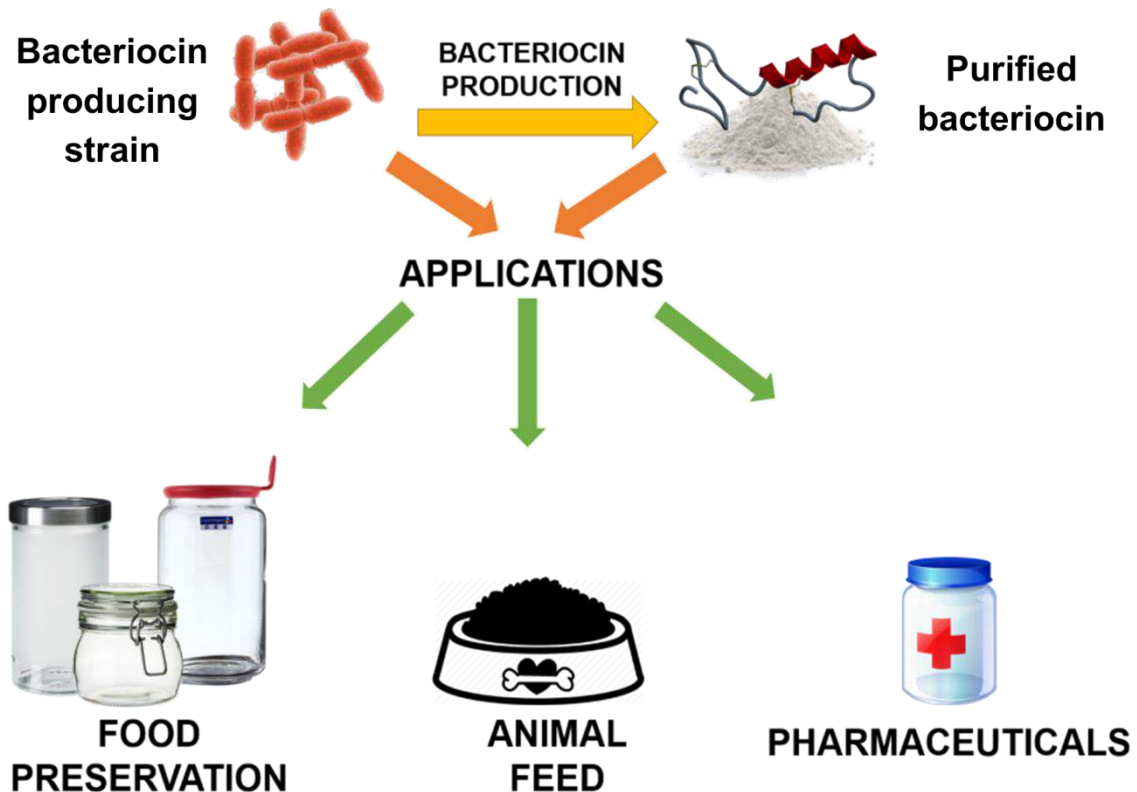 Bacteriocin
producing
strain
BACTERIOCIN
PRODUCTION
Purified
bacteriocin
APPLICATIONS
FOOD
PRESERVATION
ANIMAL
FEED
PHARMACEUTICALS